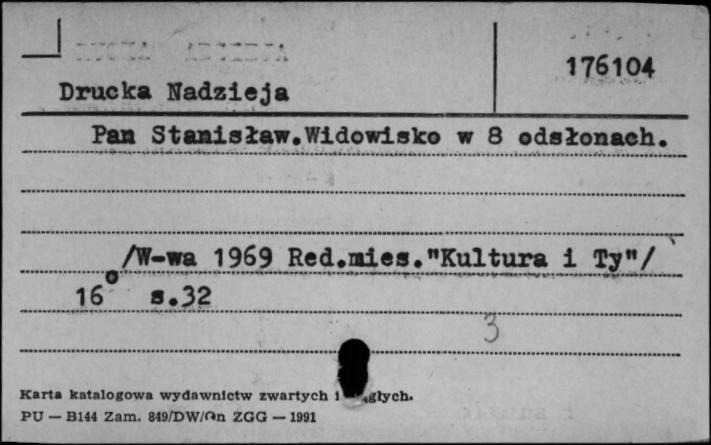 176104
Drucka Nadzieja
Pan Stanisław.Widowisko w 8 odsłonach.
/W-wa 1969 Red.mies."Kultura i Ty"/
16° s.32
3
Karta katalogowa wydawnictw zwartych i
PU — B144 Zam. 849/DW/On ZGG — 1991